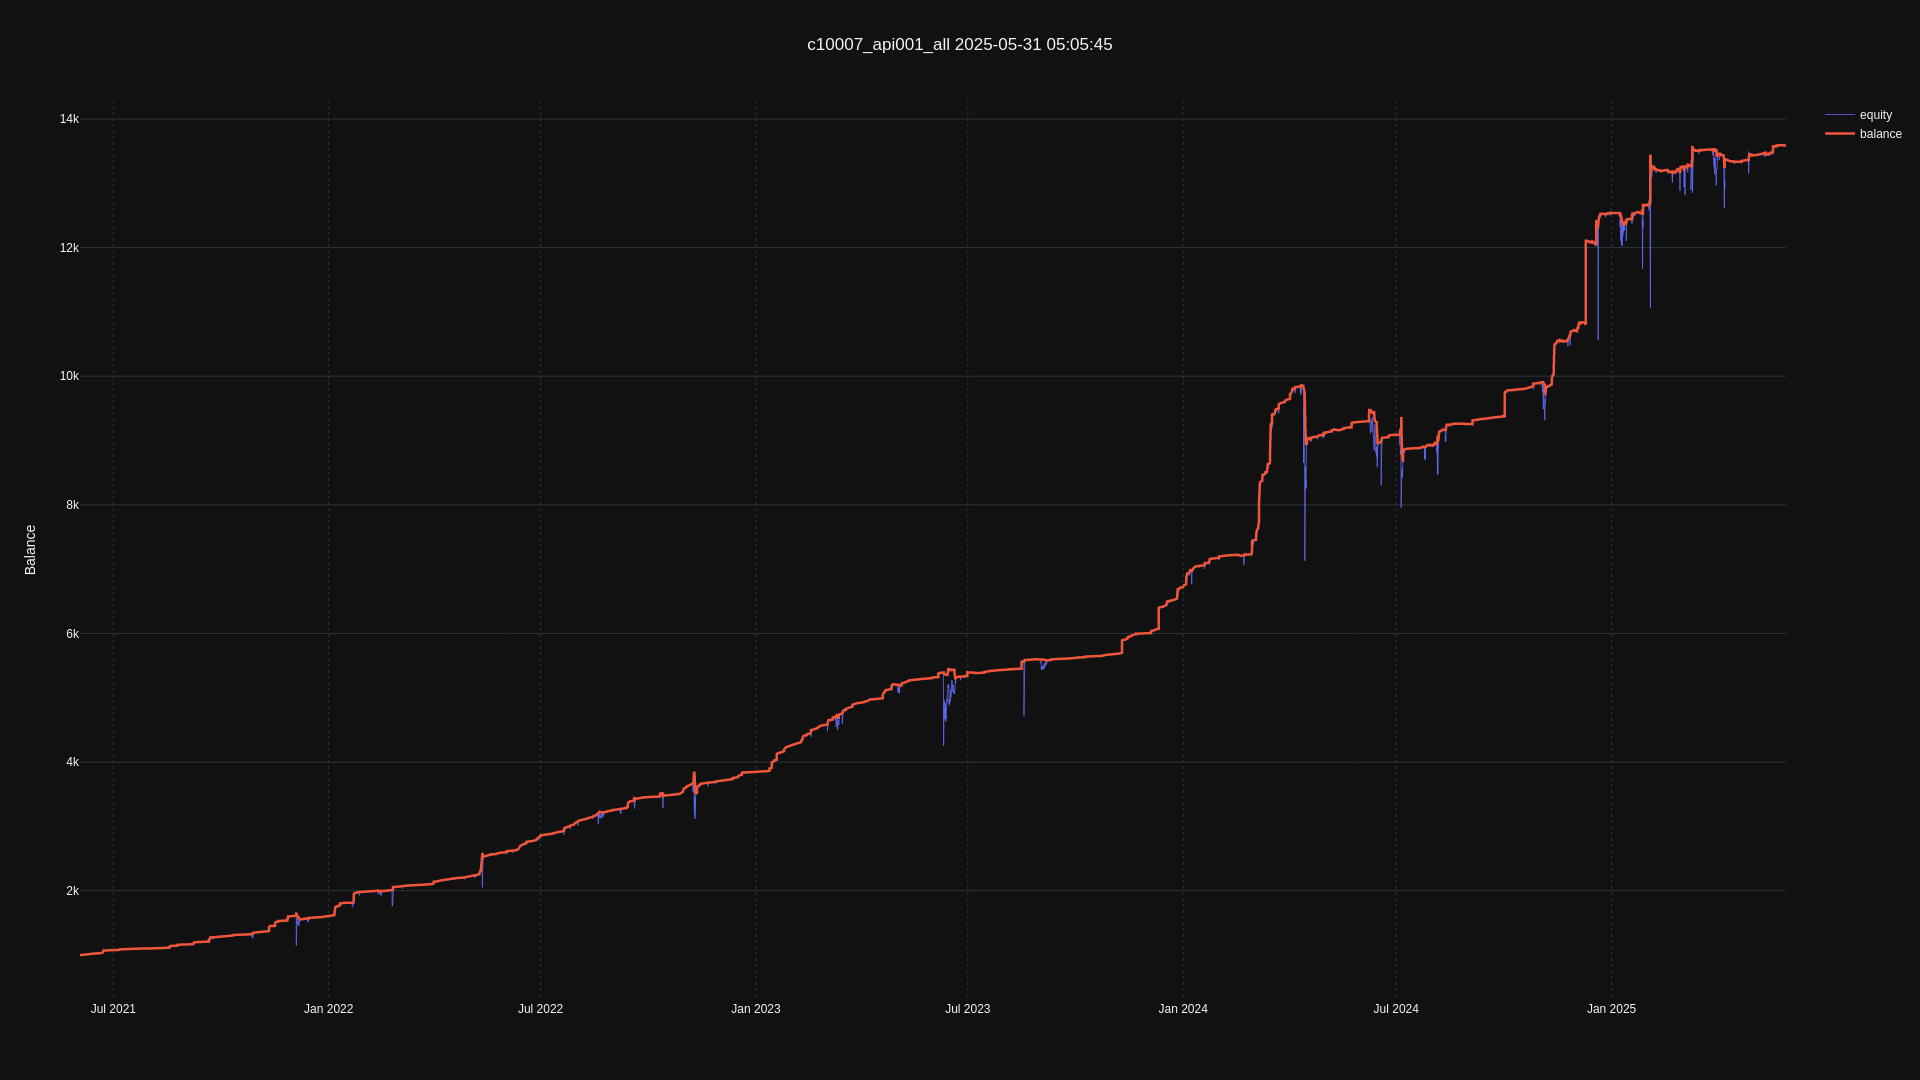 c10007_api001_all 2025-05-31 05:05:45
equity
balance
Balance
14k
12k
10k
8k
6k
4k
2k
Jul 2021
Jan 2022
Jul 2022
Jan 2023
Jul 2023
Jan 2024
Jul 2024
Jan 2025